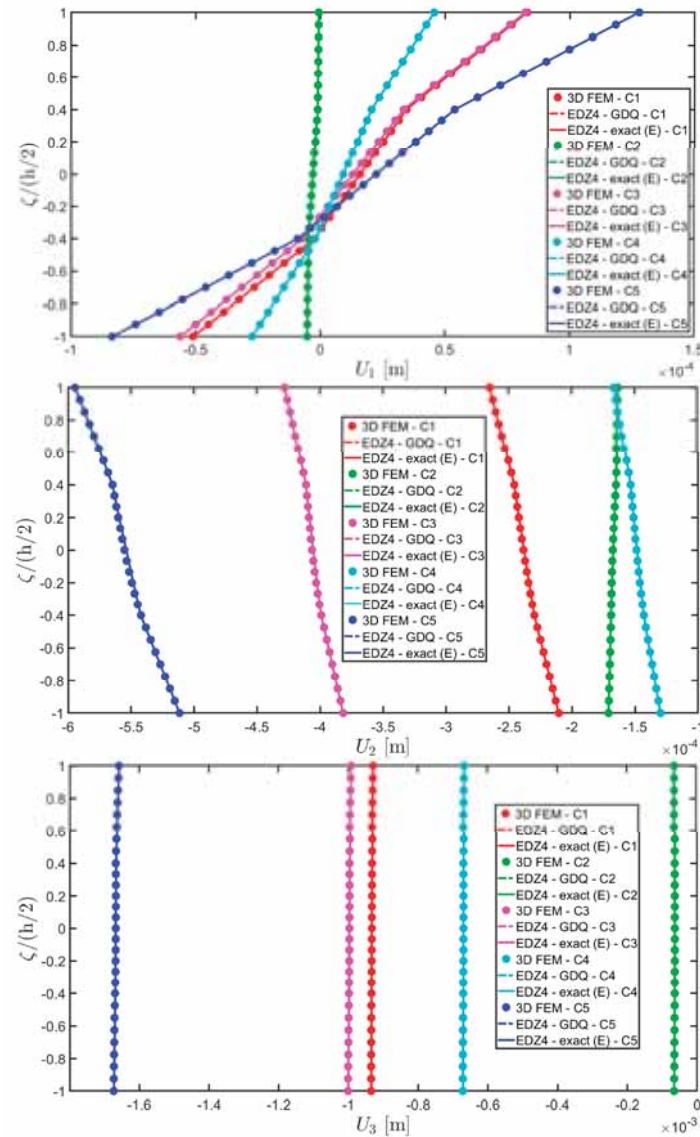 1
0.8
0.6
0.4
0.2
0
-0.2
-0.4
-0.6
-0.8
-1
ζ/(h/2)
3D FEM - C1
EDZ4 - GDQ - C1
EDZ4 - exact (E) - C1
3D FEM - C2
EDZ4 - GDQ - C2
EDZ4 - exact (E) - C2
3D FEM - C3
EDZ4 - GDQ - C3
EDZ4 - exact (E) - C3
3D FEM - C4
EDZ4 - GDQ - C4
EDZ4 - exact (E) - C4
3D FEM - C5
EDZ4 - GDQ - C5
EDZ4 - exact (E) - C5
-1 -0.5 0 0.5 1 1.5
U₁ [m] ×10⁻⁴
1
0.8
0.6
0.4
0.2
0
-0.2
-0.4
-0.6
-0.8
-1
ζ/(h/2)
3D FEM - C1
EDZ4 - GDQ - C1
EDZ4 - exact (E) - C1
3D FEM - C2
EDZ4 - GDQ - C2
EDZ4 - exact (E) - C2
3D FEM - C3
EDZ4 - GDQ - C3
EDZ4 - exact (E) - C3
3D FEM - C4
EDZ4 - GDQ - C4
EDZ4 - exact (E) - C4
3D FEM - C5
EDZ4 - GDQ - C5
EDZ4 - exact (E) - C5
-6 -5.5 -5 -4.5 -4 -3.5 -3 -2.5 -2 -1.5 -1
U₂ [m] ×10⁻⁴
1
0.8
0.6
0.4
0.2
0
-0.2
-0.4
-0.6
-0.8
-1
ζ/(h/2)
3D FEM - C1
EDZ4 - GDQ - C1
EDZ4 - exact (E) - C1
3D FEM - C2
EDZ4 - GDQ - C2
EDZ4 - exact (E) - C2
3D FEM - C3
EDZ4 - GDQ - C3
EDZ4 - exact (E) - C3
3D FEM - C4
EDZ4 - GDQ - C4
EDZ4 - exact (E) - C4
3D FEM - C5
EDZ4 - GDQ - C5
EDZ4 - exact (E) - C5
-1.6 -1.4 -1.2 -1 -0.8 -0.6 -0.4 -0.2 0
U₃ [m] ×10⁻³